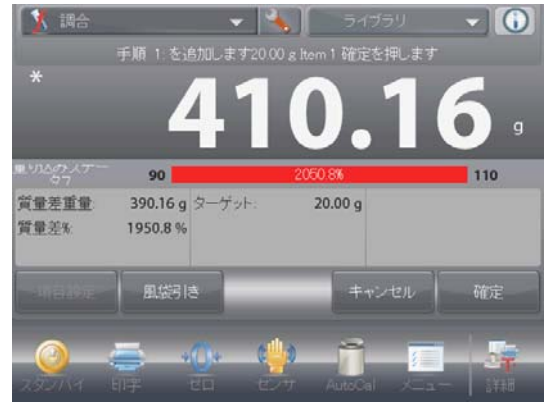 調合 ライブラリ
手順 1: を追加します20.00 g Item 1 確定を押します
*
410.16 g
90 2050.8% 110
質量差重量: 390.16 g ターゲット: 20.00 g
質量差%: 1950.8 %
項目設定 風袋引き キャンセル 確定
スタンバイ 印字 ゼロ センサ AutoCal メニュー 詳細